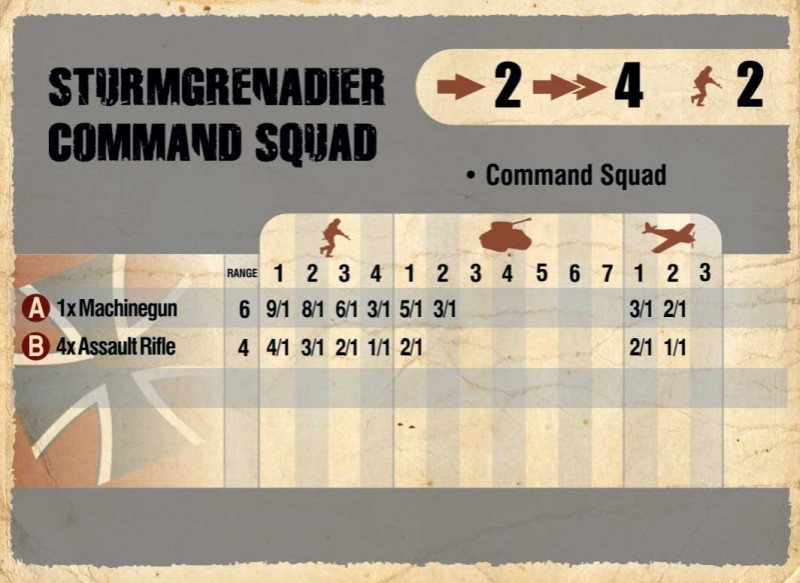 STURMGRENADIER
COMMAND SQUAD
2 4 2
• Command Squad
RANGE 1 2 3 4 1 2 3 4 5 6 7 1 2 3
A 1x Machinegun 6 9/1 8/1 6/1 3/1 5/1 3/1 3/1 2/1
B 4x Assault Rifle 4 4/1 3/1 2/1 1/1 2/1 2/1 1/1